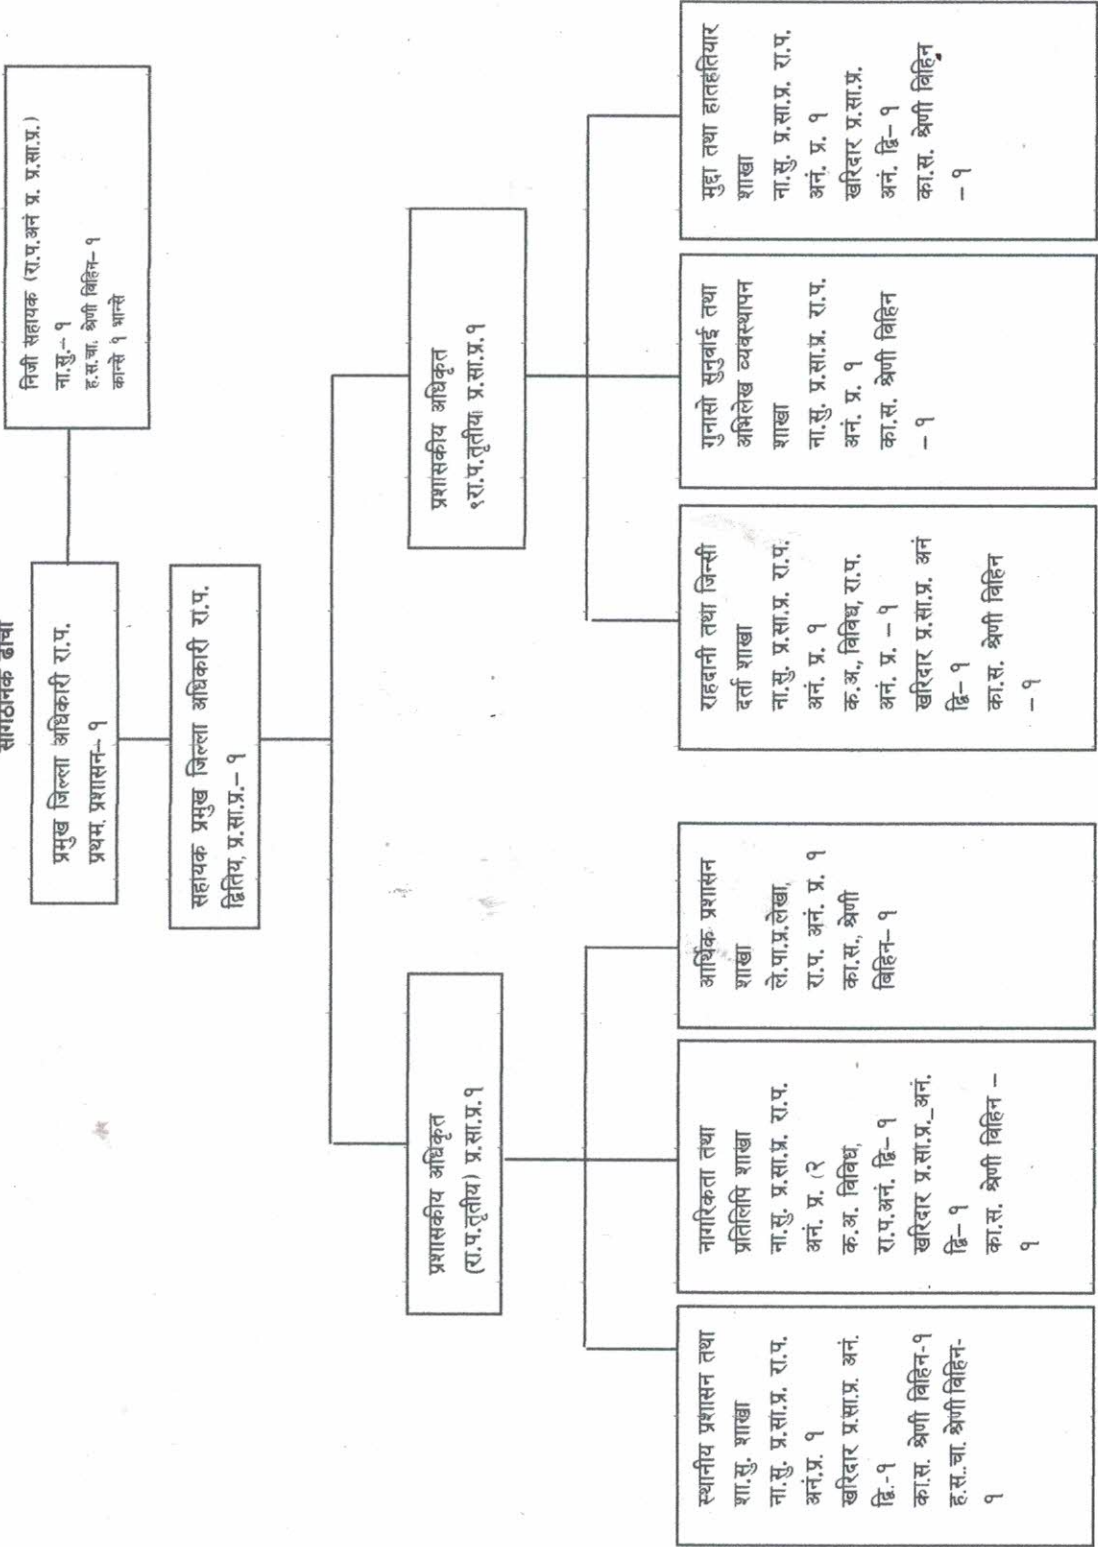 सांगठानिक ढाँचा
प्रमुख जिल्ला अधिकारी रा.प.
प्रथम, प्रशासन– १
निजी सहायक (रा.प.अनं प्र. प्र.सा.प्र.)
ना.सु.– १
ह.स.चा. श्रेणी विहिन– १
कान्से १ भान्से
सहायक प्रमुख जिल्ला अधिकारी रा.प.
द्वितिय, प्र.सा.प्र.– १
प्रशासकीय अधिकृत
(रा.प.तृतीय) प्र.सा.प्र.१
प्रशासकीय अधिकृत
९रा.प.तृतीय प्र.सा.प्र.१
स्थानीय प्रशासन तथा
शा.सु. शाखा
ना.सु. प्र.सा.प्र. रा.प.
अनं.प्र. १
खरिदार प्र.सा.प्र. अनं.
द्वि.-१
का.स. श्रेणी विहिन-१
ह.स..चा. श्रेणी विहिन-
१
नागरिकता तथा
प्रतिलिपि शाखा
ना.सु. प्र.सा.प्र. रा.प.
अनं. प्र. (२
क.अ. विविध,
रा.प.अनं. द्वि– १
खरिदार प्र.सा.प्र._अनं.
द्वि– १
का.स. श्रेणी विहिन –
१
आर्थिक प्रशासन
शाखा
ले.पा.प्र.लेखा,
रा.प. अनं. प्र. १
का.स., श्रेणी
बिहिन– १
राहदानी तथा जिन्सी
दर्ता शाखा
ना.सु. प्र.सा.प्र. रा.प.
अनं. प्र. १
क.अ., विविध, रा.प.
अनं. प्र. – १
खरिदार प्र.सा.प्र. अनं
द्वि– १
का.स. श्रेणी विहिन
– १
गुनासो सुनुवाई तथा
अभिलेख व्यवस्थापन
शाखा
ना.सु. प्र.सा.प्र. रा.प.
अनं. प्र. १
का.स. श्रेणी विहिन
– १
मुद्दा तथा हातहतियार
शाखा
ना.सु. प्र.सा.प्र. रा.प.
अनं. प्र. १
खरिदार प्र.सा.प्र.
अनं. द्वि– १
का.स. श्रेणी विहिन
– १